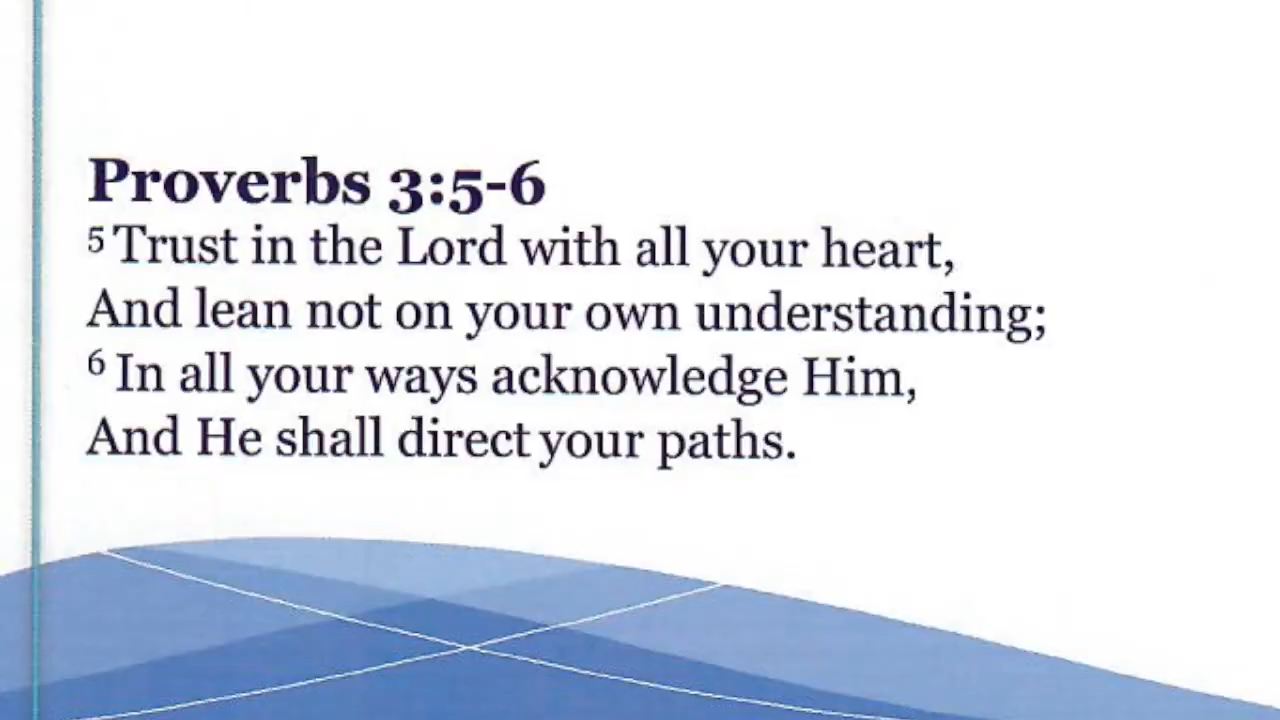 Proverbs 3:5-6
⁵ Trust in the Lord with all your heart,
And lean not on your own understanding;
⁶ In all your ways acknowledge Him,
And He shall direct your paths.